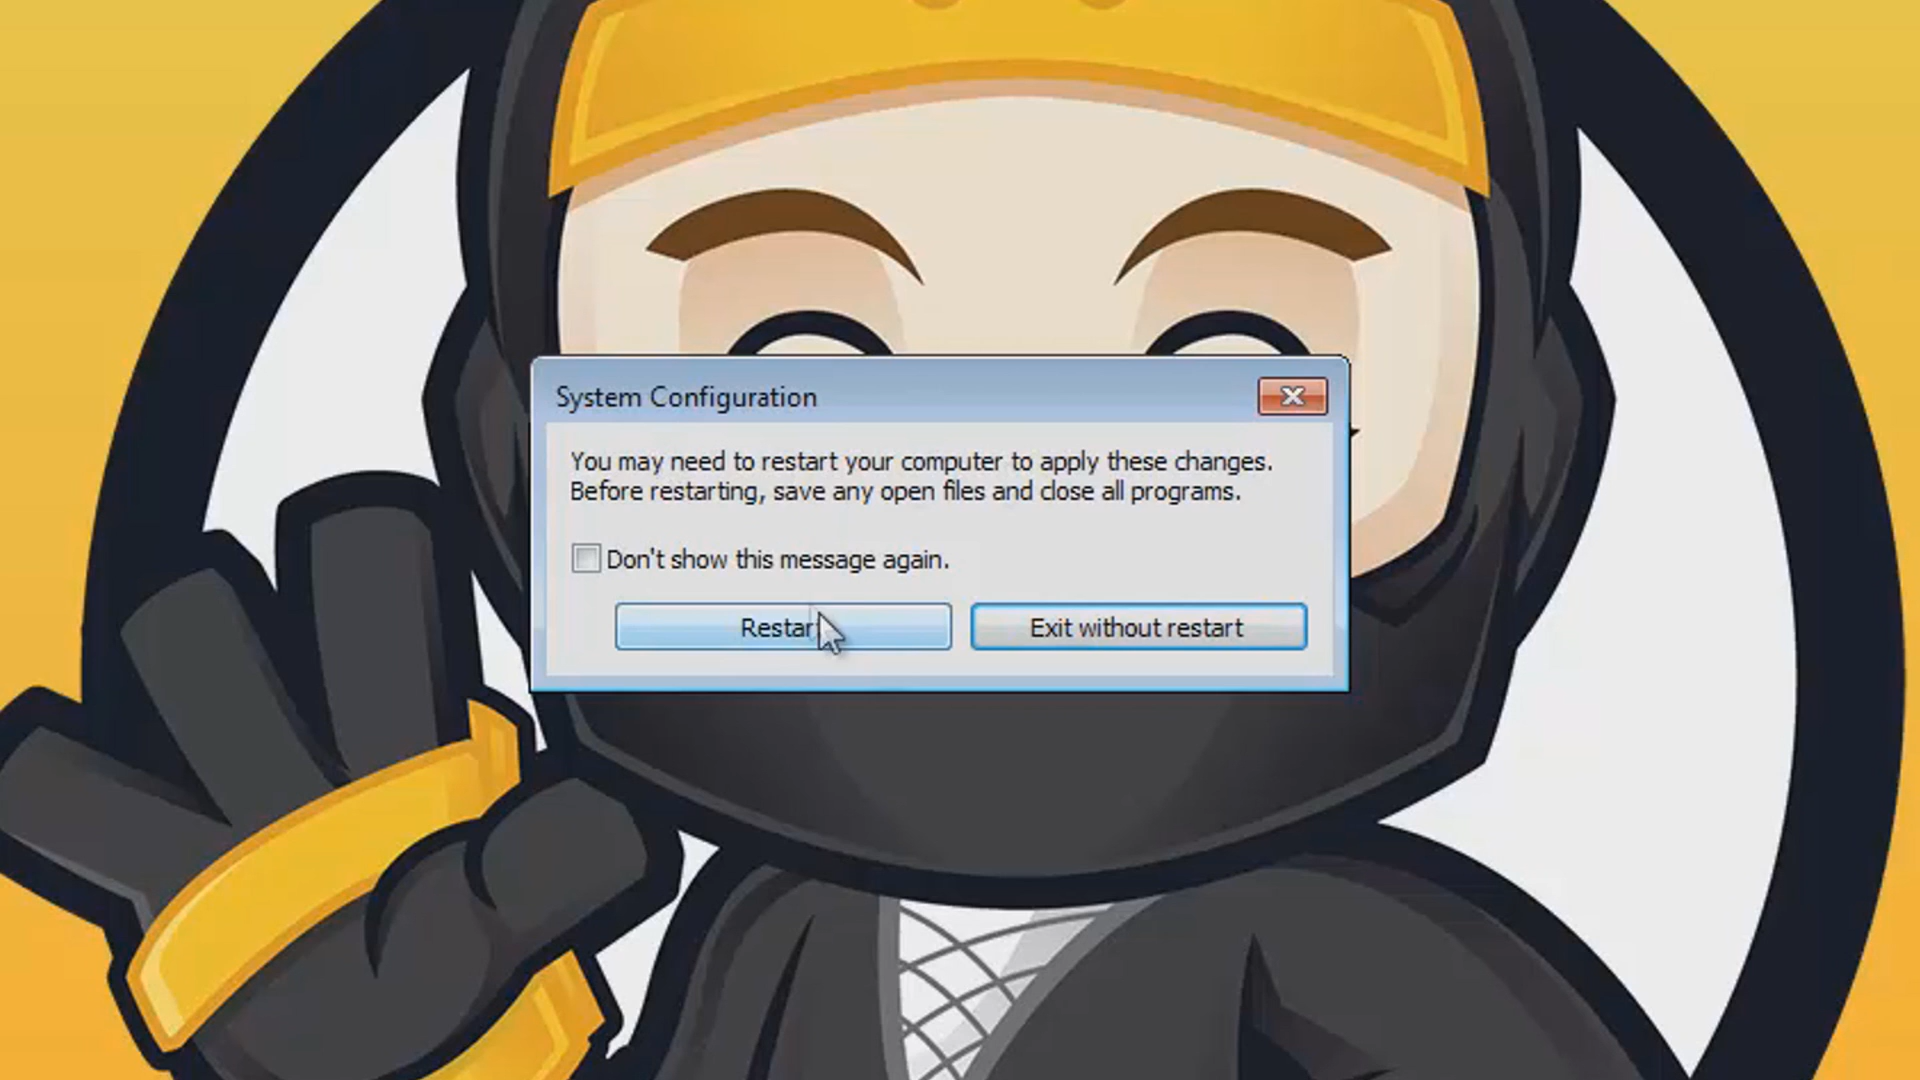 System Configuration
You may need to restart your computer to apply these changes.
Before restarting, save any open files and close all programs.
Don't show this message again.
Restart
Exit without restart